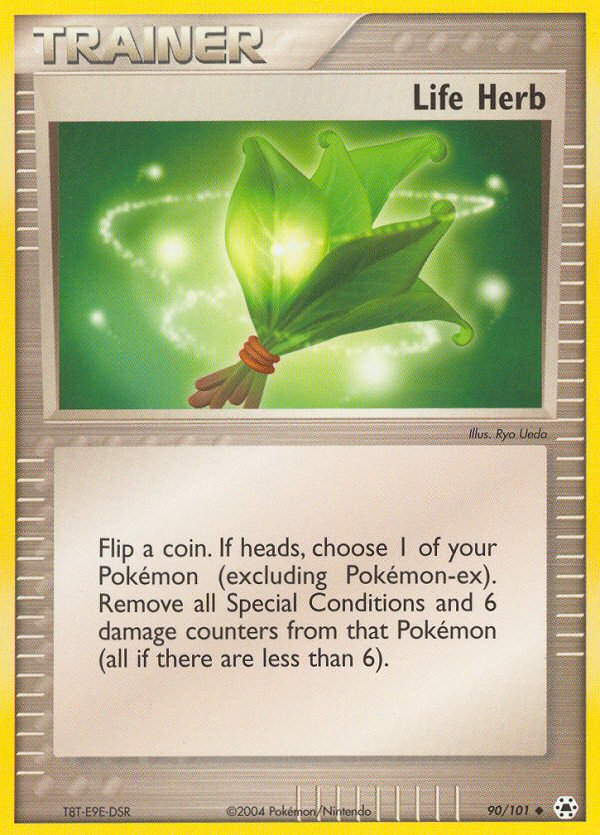 TRAINER
Life Herb
Illus. Ryo Ueda
Flip a coin. If heads, choose 1 of your
Pokémon (excluding Pokémon-ex).
Remove all Special Conditions and 6
damage counters from that Pokémon
(all if there are less than 6).
T8T-E9E-DSR
©2004 Pokémon/Nintendo
90/101 ◆